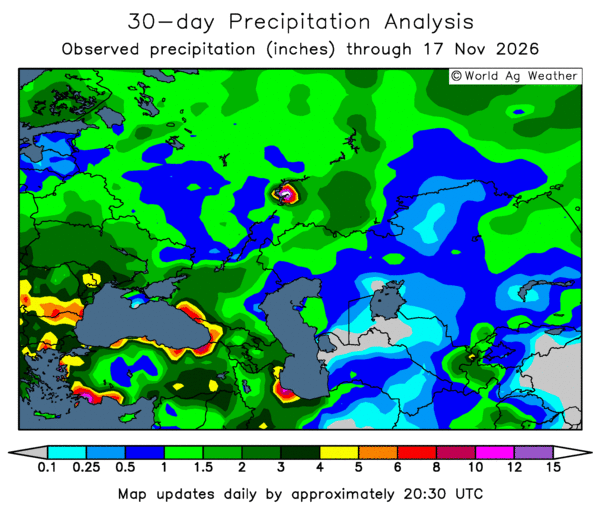 30-day Precipitation Analysis
Observed precipitation (inches) through 17 Nov 2026
© World Ag Weather
0.1 0.25 0.5 1 1.5 2 3 4 5 6 8 10 12 15
Map updates daily by approximately 20:30 UTC